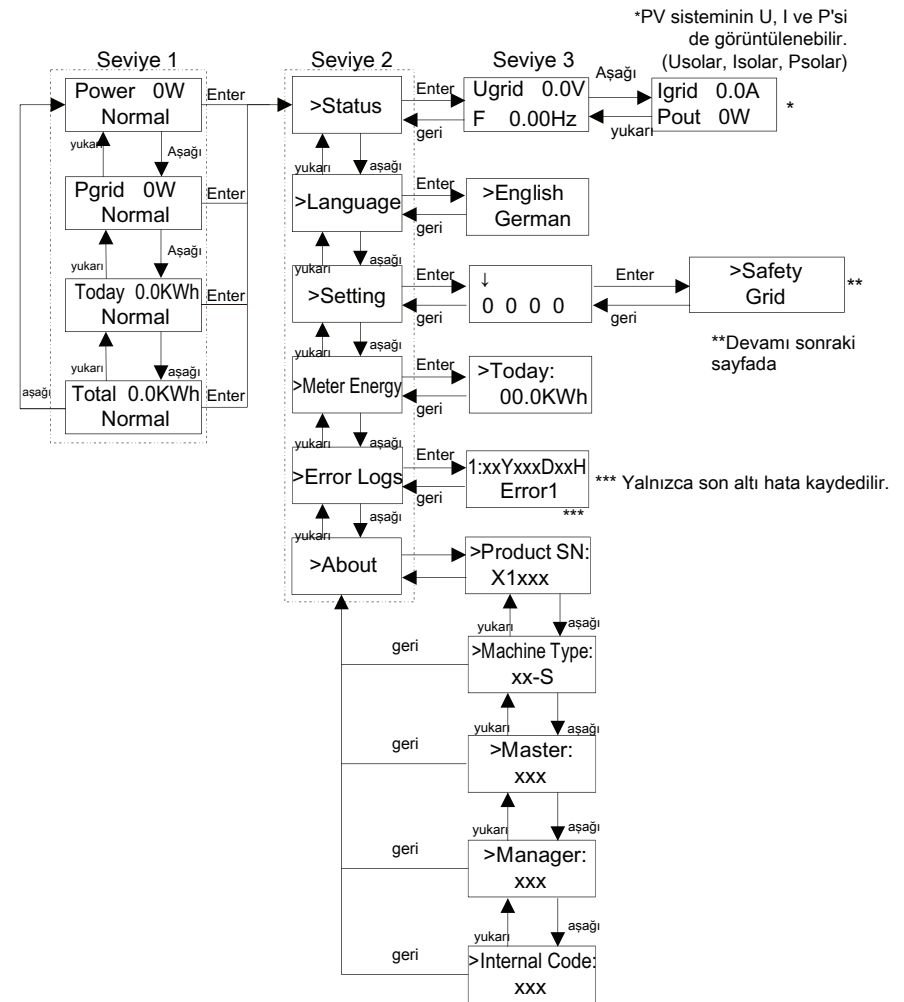 *PV sisteminin U, I ve P'si
de görüntülenebilir.
(Usolar, Isolar, Psolar)
Seviye 1
Seviye 2
Seviye 3
Power 0W
Normal
Enter
yukarı
Aşağı
Pgrid 0W
Normal
Enter
yukarı
Aşağı
Today 0.0KWh
Normal
Enter
yukarı
aşağı
Total 0.0KWh
Normal
Enter
aşağı
>Status
Enter
geri
Ugrid 0.0V
F 0.00Hz
Aşağı
yukarı
Igrid 0.0A
Pout 0W
*
yukarı
aşağı
>Language
Enter
geri
>English
German
yukarı
aşağı
>Setting
Enter
geri
↓
0 0 0 0
Enter
geri
>Safety
Grid
**
**Devamı sonraki
sayfada
yukarı
aşağı
>Meter Energy
Enter
geri
>Today:
00.0KWh
yukarı
aşağı
>Error Logs
Enter
geri
1:xxYxxxDxxH
Error1
*** Yalnızca son altı hata kaydedilir.
***
yukarı
aşağı
>About
>Product SN:
X1xxx
yukarı
aşağı
geri
>Machine Type:
xx-S
yukarı
aşağı
geri
>Master:
xxx
yukarı
aşağı
geri
>Manager:
xxx
yukarı
aşağı
geri
>Internal Code:
xxx